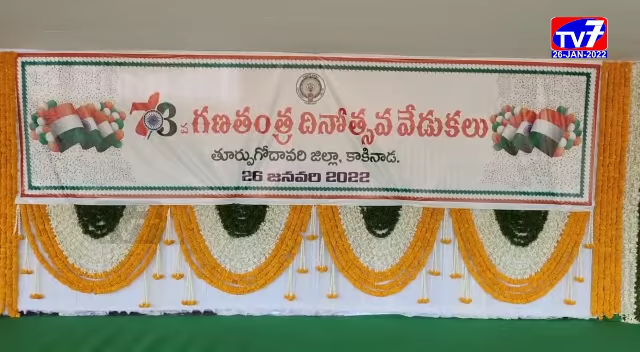 TV7
26-JAN-2022
73వ గణతంత్ర దినోత్సవ వేడుకలు
తూర్పుగోదావరి జిల్లా, కాకినాడ.
26 జనవరి 2022